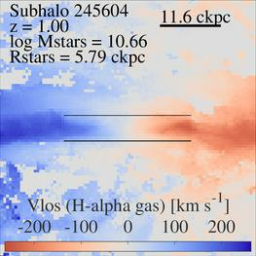 Subhalo 245604
z = 1.00
log Mstars = 10.66
Rstars = 5.79 ckpc
11.6 ckpc
Vlos (H-alpha gas) [km s-1]
-200 -100 0 100 200